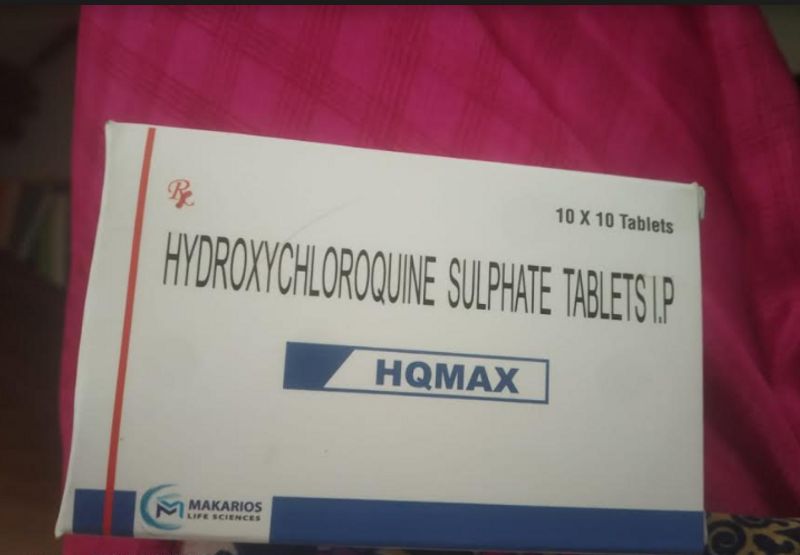 Rx
10 X 10 Tablets
HYDROXYCHLOROQUINE SULPHATE TABLETS I.P
HQMAX
MAKARIOS
LIFE SCIENCES